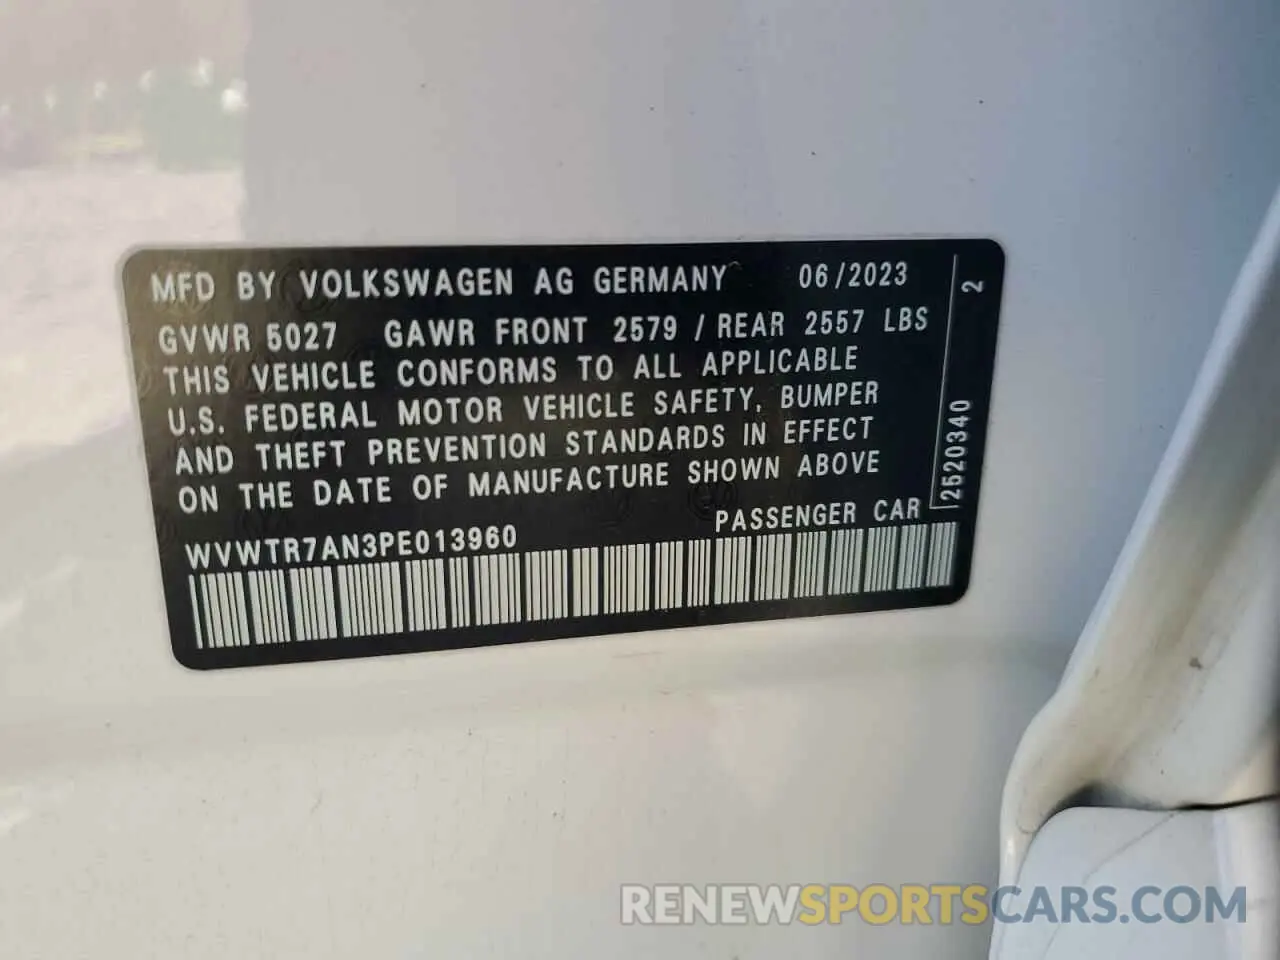 MFD BY VOLKSWAGEN AG GERMANY 06/2023
GVWR 5027 GAWR FRONT 2579 / REAR 2557 LBS
THIS VEHICLE CONFORMS TO ALL APPLICABLE
U.S. FEDERAL MOTOR VEHICLE SAFETY, BUMPER
AND THEFT PREVENTION STANDARDS IN EFFECT
ON THE DATE OF MANUFACTURE SHOWN ABOVE
WVWTR7AN3PE013960 PASSENGER CAR
2520340 2
RENEWSPORTSCARS.COM